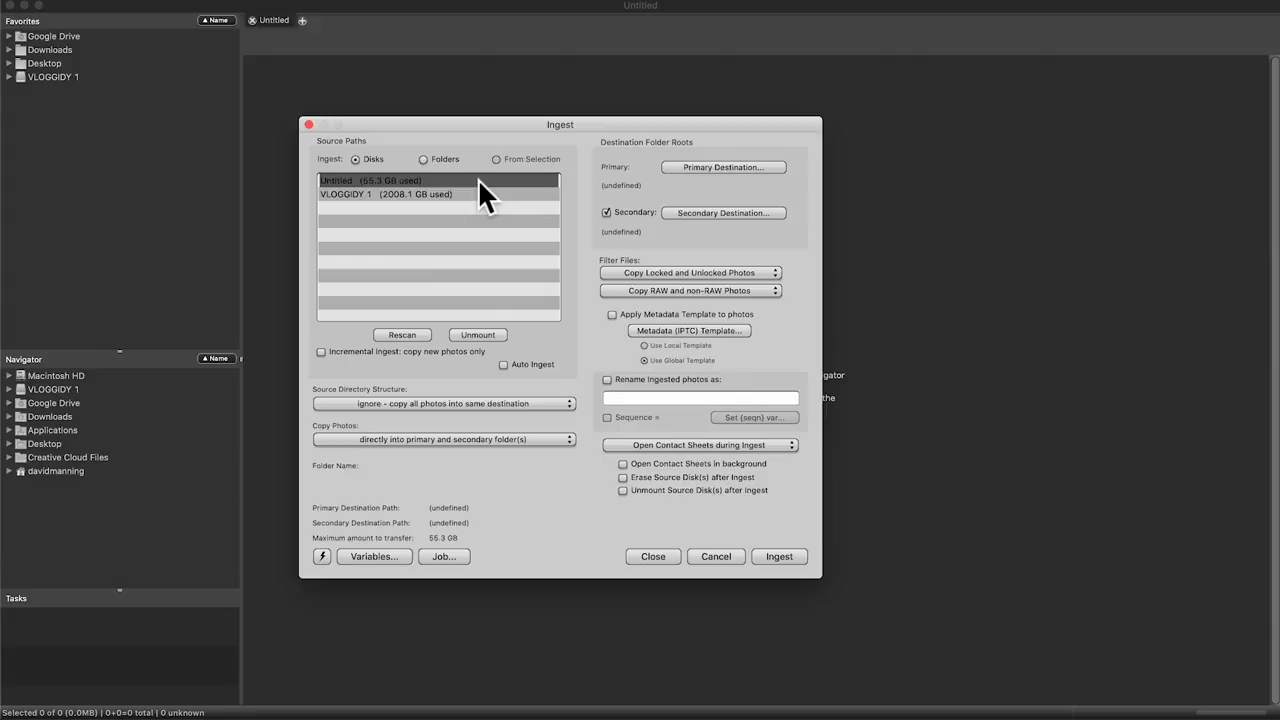 Untitled
Favorites
▲ Name
Untitled
Google Drive
Downloads
Desktop
VLOGGIDY 1
Ingest
Source Paths
Ingest:
Disks
Folders
From Selection
Untitled (55.3 GB used)
VLOGGIDY 1 (2008.1 GB used)
Rescan
Unmount
Incremental Ingest: copy new photos only
Auto Ingest
Source Directory Structure:
ignore - copy all photos into same destination
Copy Photos:
directly into primary and secondary folder(s)
Folder Name:
Primary Destination Path: (undefined)
Secondary Destination Path: (undefined)
Maximum amount to transfer: 55.3 GB
Variables...
Job...
Destination Folder Roots
Primary:
Primary Destination...
(undefined)
Secondary:
Secondary Destination...
(undefined)
Filter Files:
Copy Locked and Unlocked Photos
Copy RAW and non-RAW Photos
Apply Metadata Template to photos
Metadata (IPTC) Template...
Use Local Template
Use Global Template
Rename Ingested photos as:
Sequence =
Set {seqn} var...
Open Contact Sheets during Ingest
Open Contact Sheets in background
Erase Source Disk(s) after Ingest
Unmount Source Disk(s) after Ingest
Close
Cancel
Ingest
gator
the
Navigator
▲ Name
Macintosh HD
VLOGGIDY 1
Google Drive
Downloads
Applications
Desktop
Creative Cloud Files
davidmanning
Tasks
Selected 0 of 0 (0.0MB) | 0+0=0 total | 0 unknown